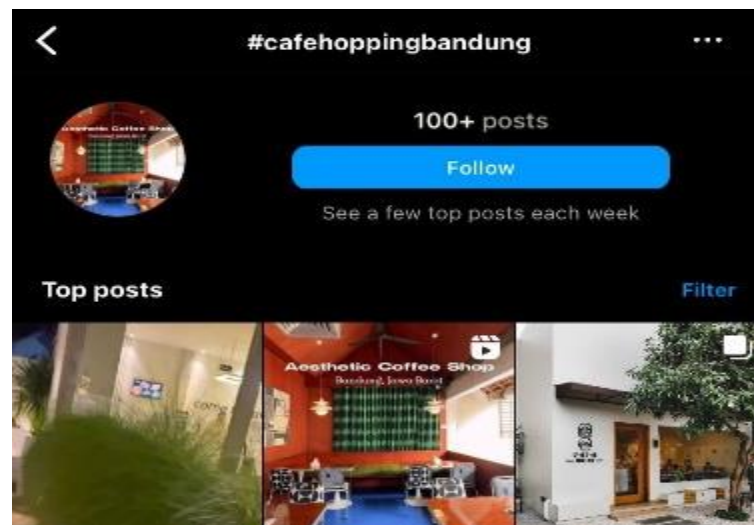 #cafehoppingbandung
100+ posts
Follow
See a few top posts each week
Top posts
Filter
Aesthetic Coffee Shop
Bandung, Jawa Barat